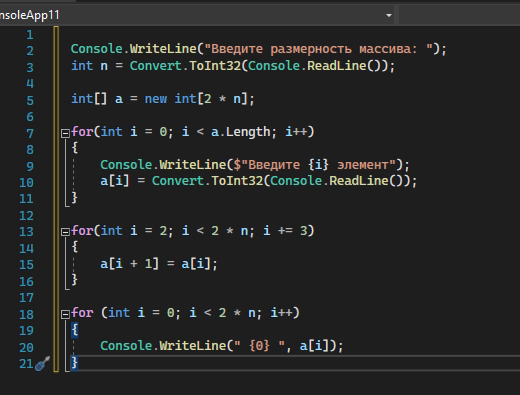 nsoleApp11
1
2 Console.WriteLine("Введите размерность массива: ");
3 int n = Convert.ToInt32(Console.ReadLine());
4
5 int[] a = new int[2 * n];
6
7 for(int i = 0; i < a.Length; i++)
8 {
9 Console.WriteLine($"Введите {i} элемент");
10 a[i] = Convert.ToInt32(Console.ReadLine());
11 }
12
13 for(int i = 2; i < 2 * n; i += 3)
14 {
15 a[i + 1] = a[i];
16 }
17
18 for (int i = 0; i < 2 * n; i++)
19 {
20 Console.WriteLine(" {0} ", a[i]);
21 }